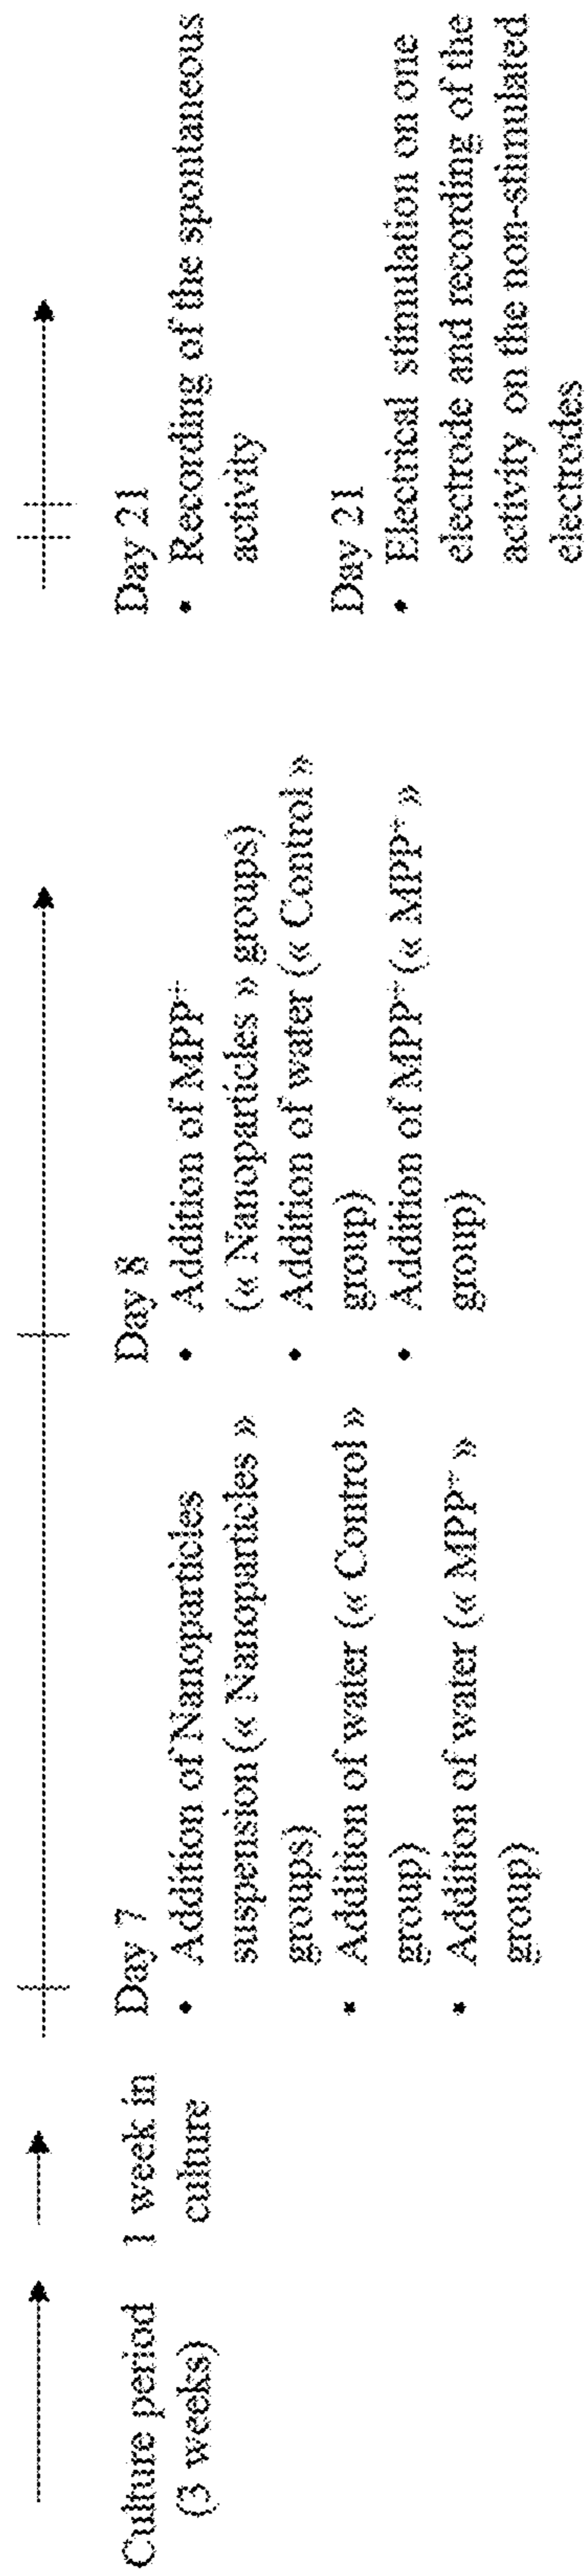 Culture period
(3 weeks)
1 week in
culture
Day 7
• Addition of Nanoparticles
suspension (« Nanoparticles »
groups)
• Addition of water (« Control »
group)
• Addition of water (« MPP⁺ »
group)
Day 8
• Addition of MPP⁺
(« Nanoparticles » groups)
• Addition of water (« Control »
group)
• Addition of MPP⁺ (« MPP⁺ »
group)
Day 21
• Recording of the spontaneous
activity
Day 21
• Electrical stimulation on one
electrode and recording of the
activity on the non-stimulated
electrodes